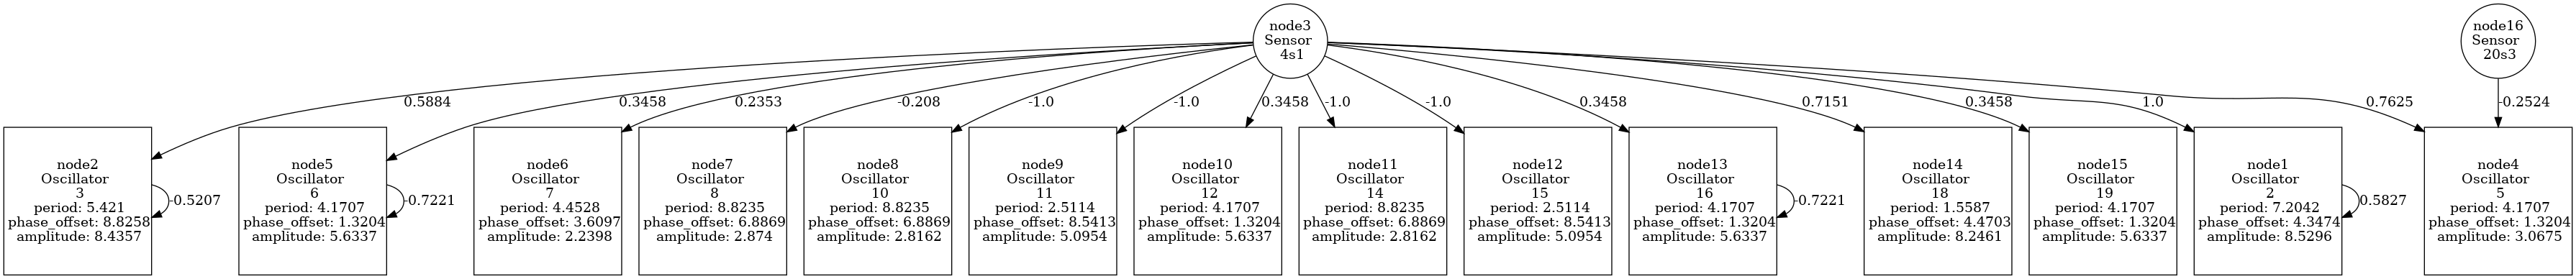 node3
Sensor
4s1
node16
Sensor
20s3
0.5884
0.3458
0.2353
-0.208
-1.0
-1.0
0.3458
-1.0
-1.0
0.3458
0.7151
0.3458
1.0
0.7625
-0.2524
node2
Oscillator
3
period: 5.421
phase_offset: 8.8258
amplitude: 8.4357
-0.5207
node5
Oscillator
6
period: 4.1707
phase_offset: 1.3204
amplitude: 5.6337
-0.7221
node6
Oscillator
7
period: 4.4528
phase_offset: 3.6097
amplitude: 2.2398
node7
Oscillator
8
period: 8.8235
phase_offset: 6.8869
amplitude: 2.874
node8
Oscillator
10
period: 8.8235
phase_offset: 6.8869
amplitude: 2.8162
node9
Oscillator
11
period: 2.5114
phase_offset: 8.5413
amplitude: 5.0954
node10
Oscillator
12
period: 4.1707
phase_offset: 1.3204
amplitude: 5.6337
node11
Oscillator
14
period: 8.8235
phase_offset: 6.8869
amplitude: 2.8162
node12
Oscillator
15
period: 2.5114
phase_offset: 8.5413
amplitude: 5.0954
node13
Oscillator
16
period: 4.1707
phase_offset: 1.3204
amplitude: 5.6337
-0.7221
node14
Oscillator
18
period: 1.5587
phase_offset: 4.4703
amplitude: 8.2461
node15
Oscillator
19
period: 4.1707
phase_offset: 1.3204
amplitude: 5.6337
node1
Oscillator
2
period: 7.2042
phase_offset: 4.3474
amplitude: 8.5296
0.5827
node4
Oscillator
5
period: 4.1707
phase_offset: 1.3204
amplitude: 3.0675